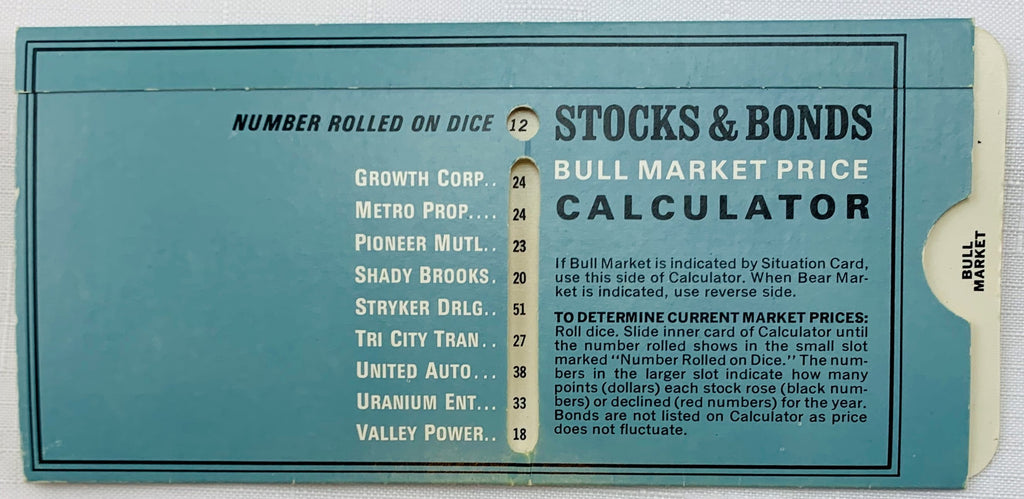 NUMBER ROLLED ON DICE 12
GROWTH CORP.. 24
METRO PROP.... 24
PIONEER MUTL.. 23
SHADY BROOKS. 20
STRYKER DRLG.. 51
TRI CITY TRAN.. 27
UNITED AUTO... 38
URANIUM ENT... 33
VALLEY POWER.. 18
STOCKS & BONDS
BULL MARKET PRICE
CALCULATOR
If Bull Market is indicated by Situation Card,
use this side of Calculator. When Bear Mar-
ket is indicated, use reverse side.
TO DETERMINE CURRENT MARKET PRICES:
Roll dice. Slide inner card of Calculator until
the number rolled shows in the small slot
marked "Number Rolled on Dice." The num-
bers in the larger slot indicate how many
points (dollars) each stock rose (black num-
bers) or declined (red numbers) for the year.
Bonds are not listed on Calculator as price
does not fluctuate.
BULL
MARKET